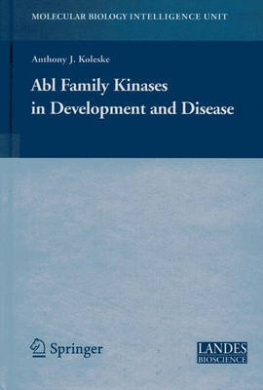 MOLECULAR BIOLOGY INTELLIGENCE UNIT
Anthony J. Koleske
Abl Family Kinases
in Development and Disease
Springer
LANDES
BIOSCIENCE